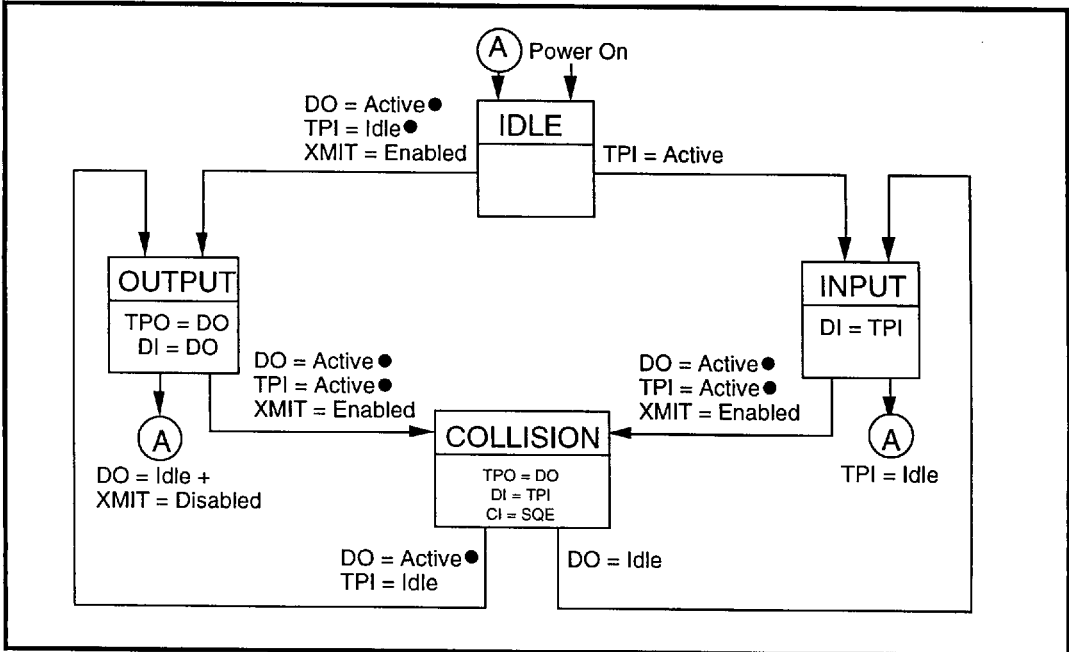 A Power On
DO = Active●
TPI = Idle●
XMIT = Enabled
IDLE
TPI = Active
OUTPUT
TPO = DO
DI = DO
INPUT
DI = TPI
DO = Active●
TPI = Active●
XMIT = Enabled
DO = Active●
TPI = Active●
XMIT = Enabled
A
DO = Idle +
XMIT = Disabled
COLLISION
TPO = DO
DI = TPI
CI = SQE
A
TPI = Idle
DO = Active●
TPI = Idle
DO = Idle